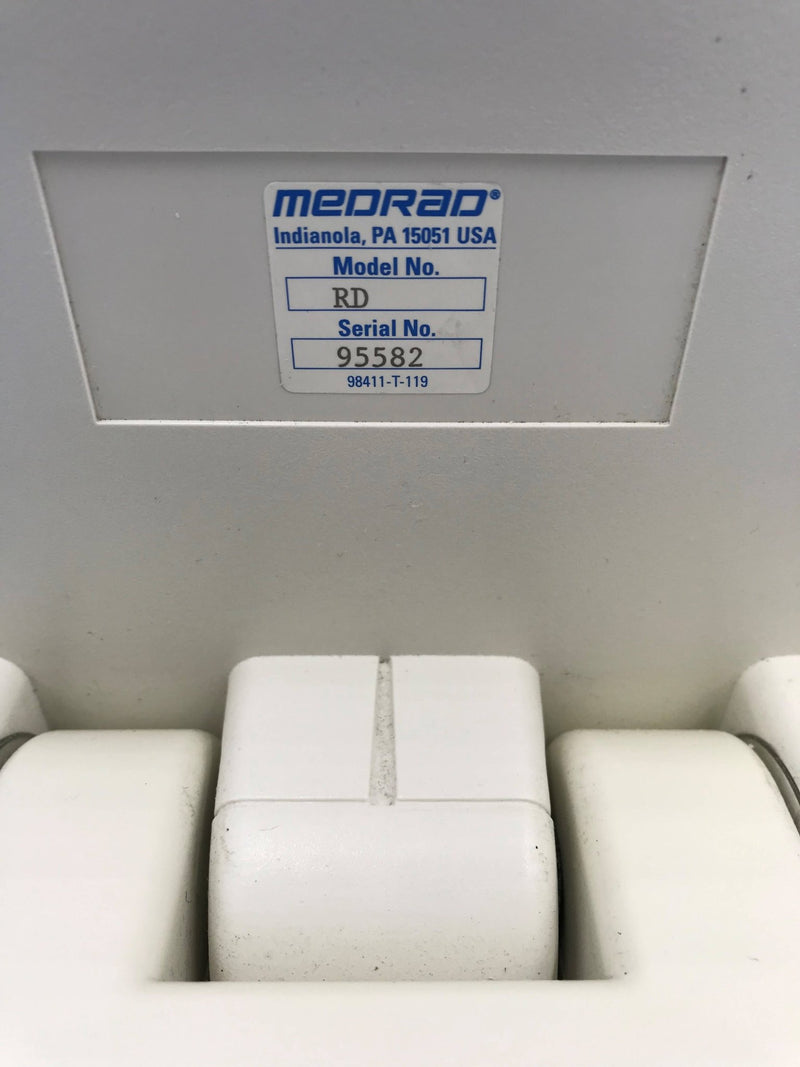 MEDRAD®
Indianola, PA 15051 USA
Model No.
RD
Serial No.
95582
98411-T-119